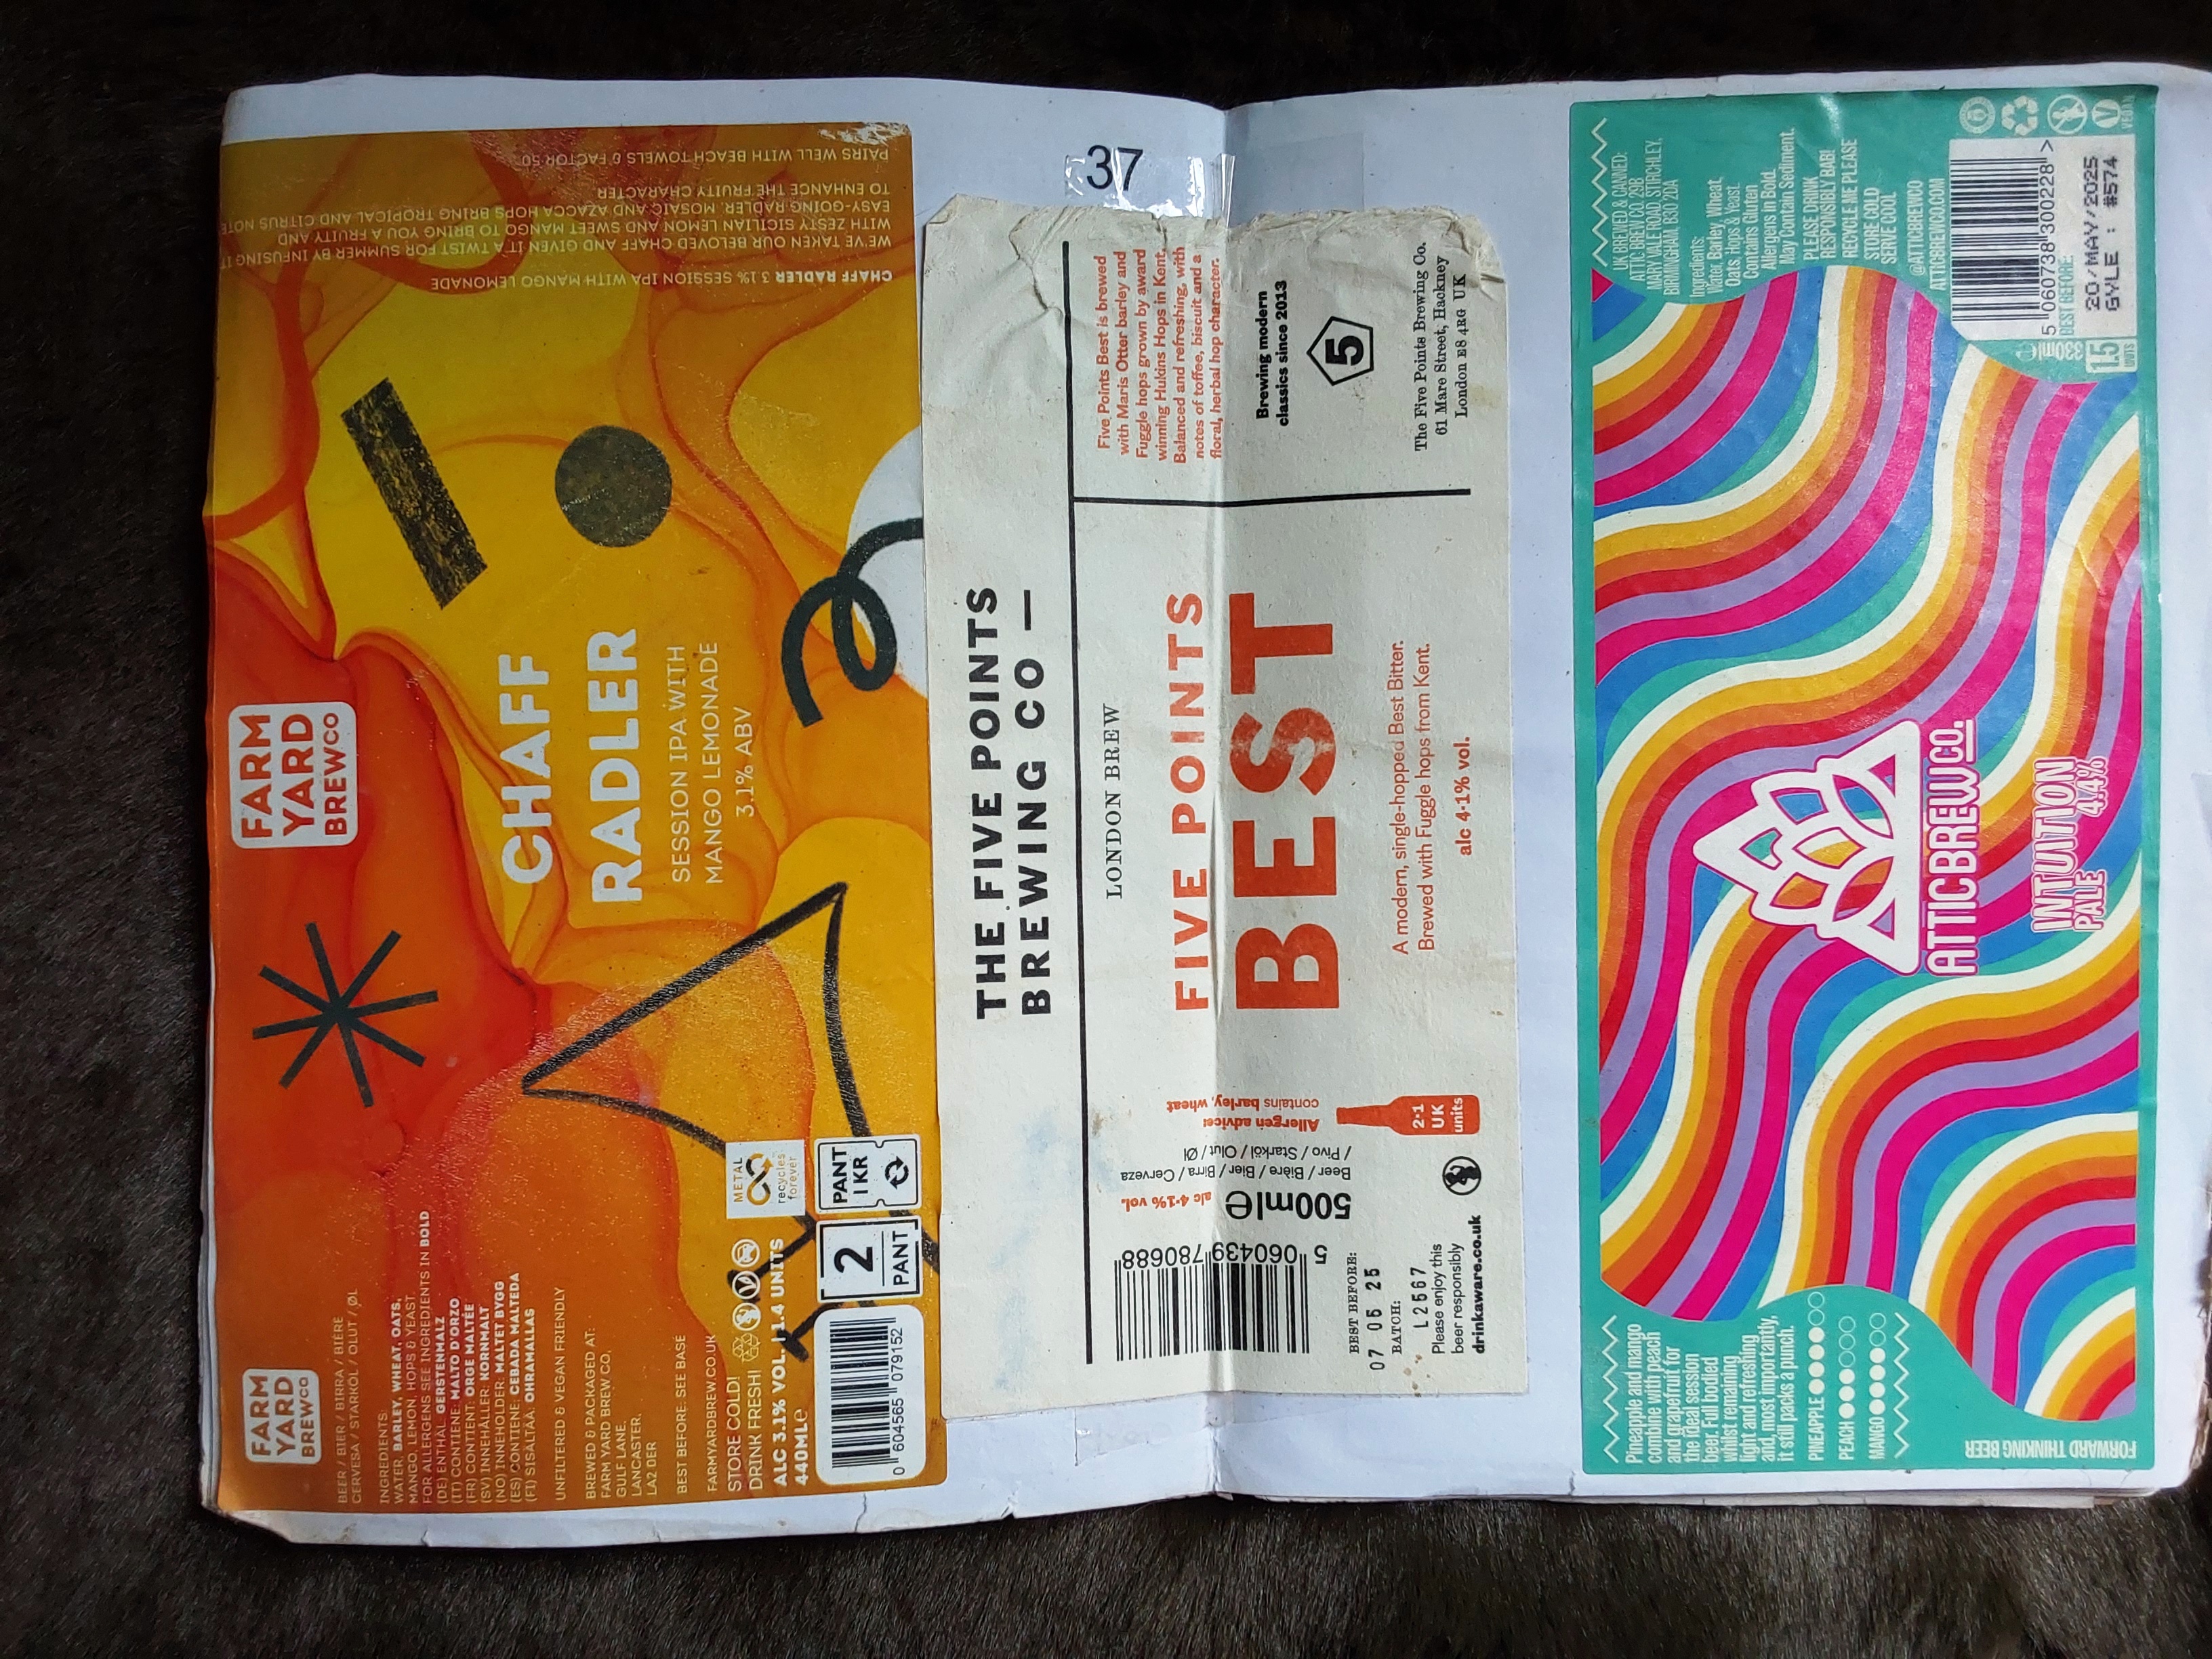 37
FARM
YARD
BREWCO
CHAFF
RADLER
SESSION IPA WITH
MANGO LEMONADE
3.1% ABV
CHAFF RADLER 3.1% SESSION IPA WITH MANGO LEMONADE
WE'VE TAKEN OUR BELOVED CHAFF AND GIVEN IT A TWIST FOR SUMMER BY INFUSING IT
WITH ZESTY SICILIAN LEMON AND SWEET MANGO TO BRING YOU A FRUITY AND
EASY-GOING RADLER. MOSAIC AND AZACCA HOPS BRING TROPICAL AND CITRUS NOTE
TO ENHANCE THE FRUITY CHARACTER
PAIRS WELL WITH BEACH TOWELS & FACTOR 50
FARM
YARD
BREWCO
BEER / BIER / BIRRA / BIÈRE
CERVESA / STARKÖL / OLUT / ØL
INGREDIENTS:
WATER, BARLEY, WHEAT, OATS,
MANGO, LEMON, HOPS & YEAST
FOR ALLERGENS SEE INGREDIENTS IN BOLD
(DE) ENTHÄL: GERSTENMALZ
(IT) CONTIENE: MALTO D'ORZO
(FR) CONTIENT: ORGE MALTÉE
(SV) INNEHÅLLER: KORNMALT
(NO) INNEHOLDER: MALTET BYGG
(ES) CONTIENE: CEBADA MALTEDA
(FI) SISÄLTÄÄ: OHRAMALLAS
UNFILTERED & VEGAN FRIENDLY
BREWED & PACKAGED AT:
FARM YARD BREW CO,
GULF LANE,
LANCASTER,
LA2 0ER
BEST BEFORE: SEE BASE
FARMYARDBREW.CO.UK
STORE COLD!
DRINK FRESH!
ALC 3.1% VOL. 1.4 UNITS
440MLe
METAL
recycles
forever
PANT
1 KR
2
PANT
0 604565 079152
THE FIVE POINTS
BREWING CO —
LONDON BREW
FIVE POINTS
BEST
A modern, single-hopped Best Bitter.
Brewed with Fuggle hops from Kent.
alc 4·1% vol.
Five Points Best is brewed
with Maris Otter barley and
Fuggle hops grown by award
winning Hukins Hops in Kent.
Balanced and refreshing, with
notes of toffee, biscuit and a
floral, herbal hop character.
Brewing modern
classics since 2013
5
The Five Points Brewing Co.
61 Mare Street, Hackney
London E8 4RG UK
Allergen advice:
contains barley, wheat
Beer / Bière / Bier / Birra / Cerveza
/ Pivo / Starköl / Olut / Øl
500ml e alc 4·1% vol.
5 060439 780688
2·1
UK
units
BEST BEFORE:
07 05 25
BATCH:
L2567
Please enjoy this
beer responsibly
drinkaware.co.uk
ATTICBREWCO.
INTUITION
PALE 4.4%
UK BREWED & CANNED:
ATTIC BREW CO. 29B
MARY VALE ROAD, STIRCHLEY,
BIRMINGHAM, B30 2DA
Ingredients:
Water, Barley, Wheat,
Oats, hops & Yeast.
Contains Gluten
Allergens in Bold.
May Contain Sediment.
PLEASE DRINK
RESPONSIBLY BAB!
RECYCLE ME PLEASE
STORE COLD
SERVE COOL
@ATTICBREWCO
ATTICBREWCO.COM
VEGAN
5 060738 300228 >
BEST BEFORE:
20/MAY/2025
GYLE : #574
330ml
1.5
UNITS
Pineapple and mango
combine with peach
and grapefruit for
the ideal session
beer. Full bodied
whilst remaining
light and refreshing
and, most importantly,
it still packs a punch.
PINEAPPLE
PEACH
MANGO
FORWARD THINKING BEER